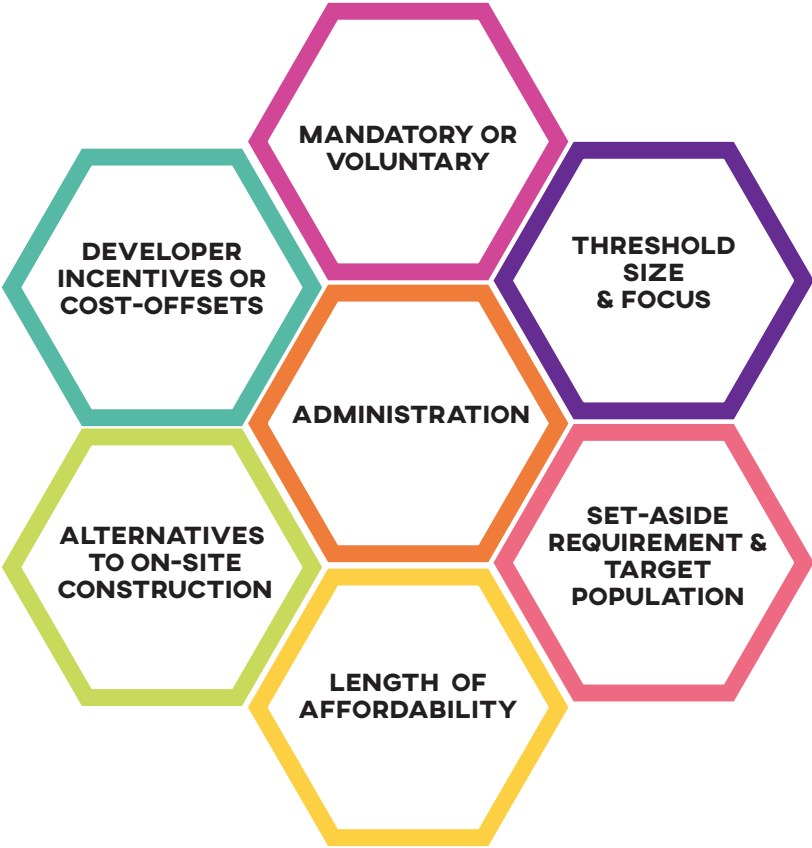 MANDATORY OR
VOLUNTARY
DEVELOPER
INCENTIVES OR
COST-OFFSETS
THRESHOLD
SIZE
& FOCUS
ADMINISTRATION
ALTERNATIVES
TO ON-SITE
CONSTRUCTION
SET-ASIDE
REQUIREMENT &
TARGET
POPULATION
LENGTH OF
AFFORDABILITY